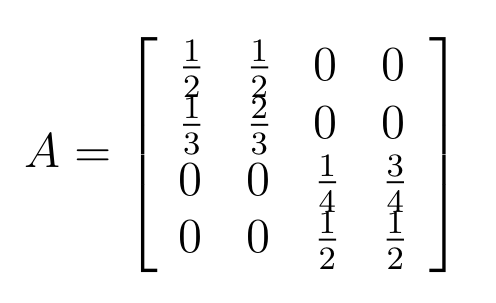 A = [ 1/2 1/2 0 0
1/3 2/3 0 0
0 0 1/4 3/4
0 0 1/2 1/2 ]